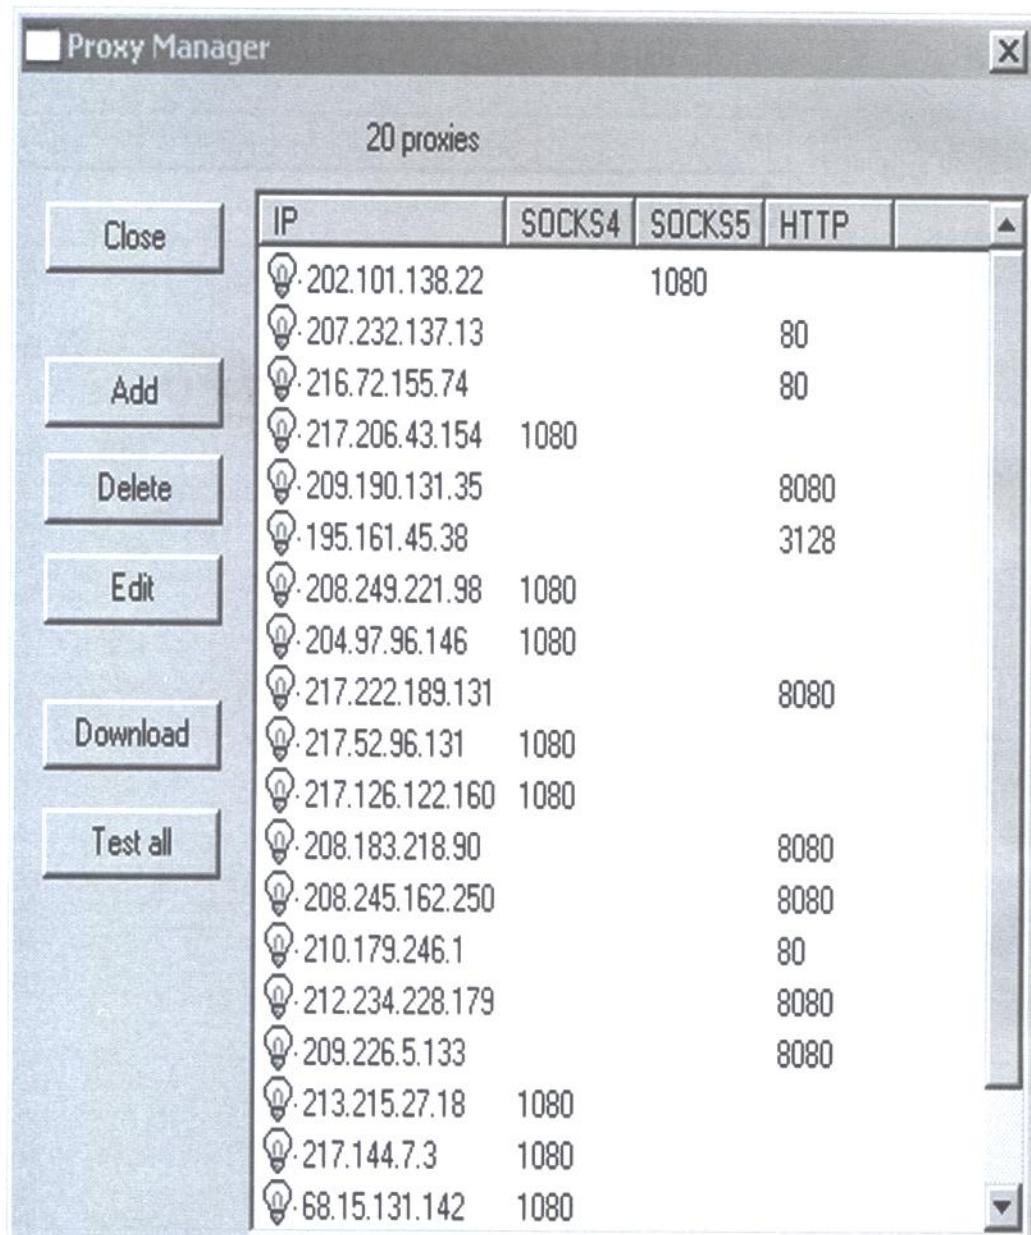 Proxy Manager
20 proxies
Close
Add
Delete
Edit
Download
Test all
IP SOCKS4 SOCKS5 HTTP
202.101.138.22 1080
207.232.137.13 80
216.72.155.74 80
217.206.43.154 1080
209.190.131.35 8080
195.161.45.38 3128
208.249.221.98 1080
204.97.96.146 1080
217.222.189.131 8080
217.52.96.131 1080
217.126.122.160 1080
208.183.218.90 8080
208.245.162.250 8080
210.179.246.1 80
212.234.228.179 8080
209.226.5.133 8080
213.215.27.18 1080
217.144.7.3 1080
68.15.131.142 1080